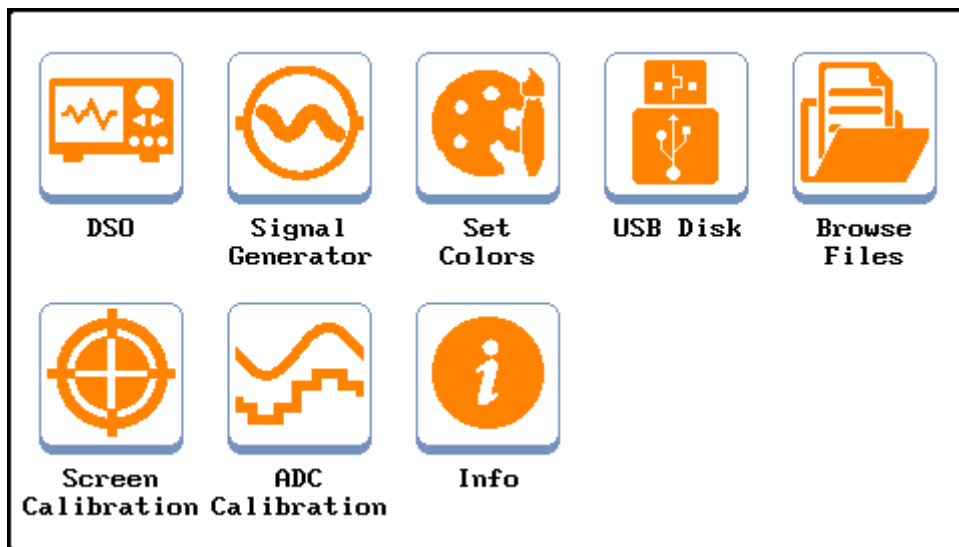 DSO
Signal
Generator
Set
Colors
USB Disk
Browse
Files
Screen
Calibration
ADC
Calibration
Info